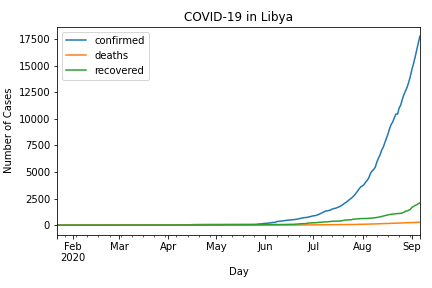 COVID-19 in Libya
17500
15000
12500
10000
7500
5000
2500
0
Number of Cases
confirmed
deaths
recovered
Feb Mar Apr May Jun Jul Aug Sep
2020
Day